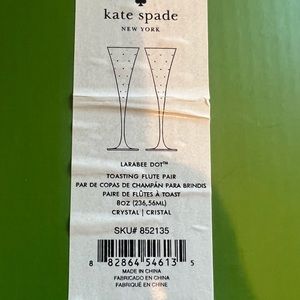 kate spade
NEW YORK
LARABEE DOT™
TOASTING FLUTE PAIR
PAR DE COPAS DE CHAMPÁN PARA BRINDIS
PAIRE DE FLÛTES À TOAST
8OZ (236,56ML)
CRYSTAL | CRISTAL
SKU# 852135
8 82864 54613 5
MADE IN CHINA
FABRICADO EN CHINA
FABRIQUÉ EN CHINE